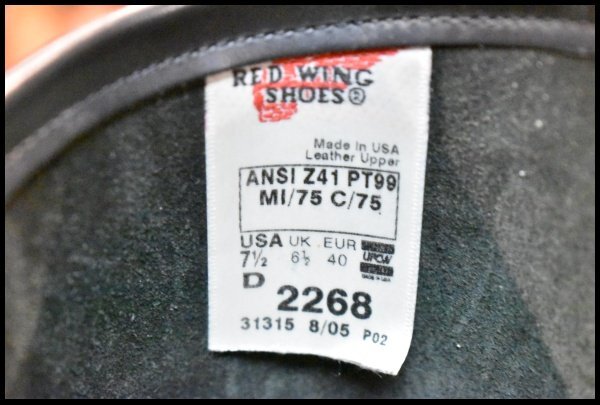 RED WING
SHOES®
Made In USA
Leather Upper
ANSI Z41 PT99
MI/75 C/75
USA UK EUR
7½ 6½ 40
UPCW
D 2268
31315 8/05 P02